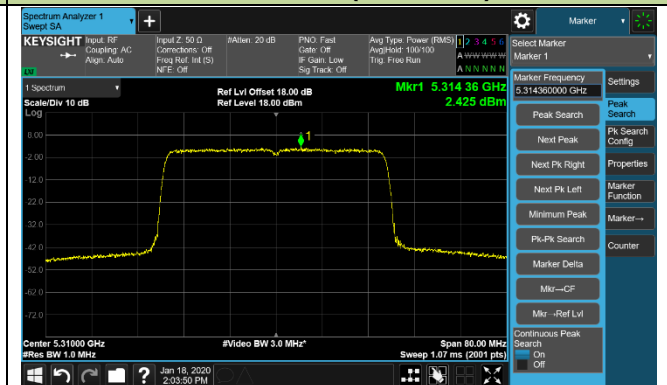 Spectrum Analyzer 1
Swept SA
Marker
KEYSIGHT
Input: RF
Coupling: AC
Align: Auto
Input Z: 50 Ω
Corrections: Off
Freq Ref: Int (S)
NFE: Off
#Atten: 20 dB
PNO: Fast
Gate: Off
IF Gain: Low
Sig Track: Off
Avg Type: Power (RMS)
Avg|Hold: 100/100
Trig: Free Run
1 2 3 4 5 6
A W W W W W
A N N N N N
Select Marker
Marker 1
1 Spectrum
Scale/Div 10 dB
Log
Ref Lvl Offset 18.00 dB
Ref Level 18.00 dBm
Mkr1 5.314 36 GHz
2.425 dBm
8.00
-2.00
-12.0
-22.0
-32.0
-42.0
-52.0
-62.0
-72.0
1
Center 5.31000 GHz
#Res BW 1.0 MHz
#Video BW 3.0 MHz*
Span 80.00 MHz
Sweep 1.07 ms (2001 pts)
Marker Frequency
5.314360000 GHz
Peak Search
Next Peak
Next Pk Right
Next Pk Left
Minimum Peak
Pk-Pk Search
Marker Delta
Mkr→CF
Mkr→Ref Lvl
Continuous Peak
Search
On
Off
Settings
Peak
Search
Pk Search
Config
Properties
Marker
Function
Marker→
Counter
Jan 18, 2020
2:03:50 PM